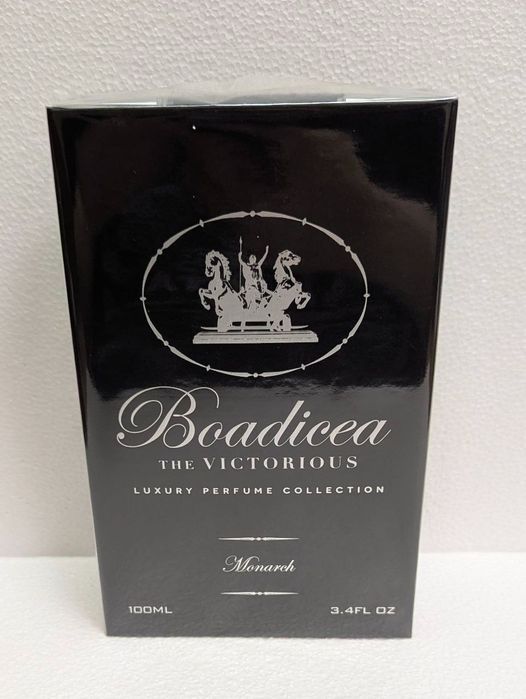 Boadicea
THE VICTORIOUS
LUXURY PERFUME COLLECTION
Monarch
100ML 3.4FL OZ